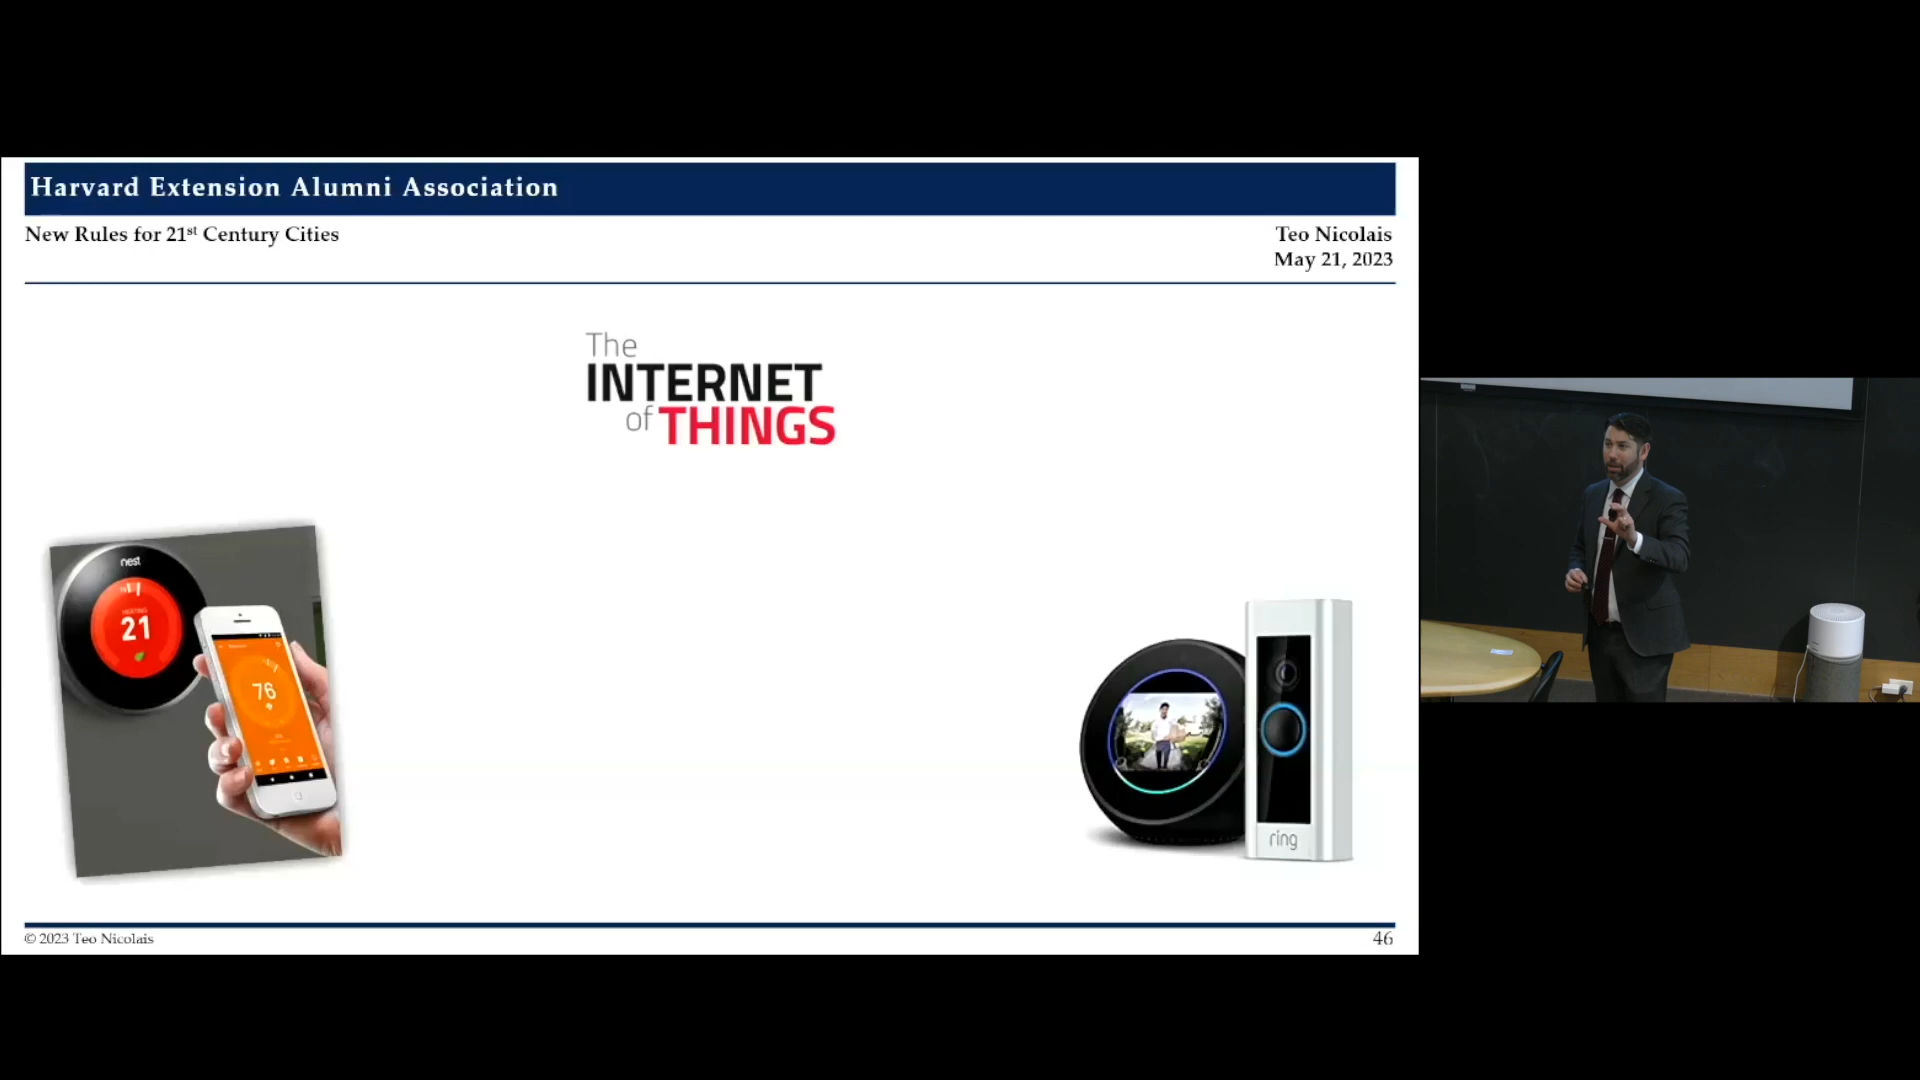 Harvard Extension Alumni Association
New Rules for 21st Century Cities
Teo Nicolais
May 21, 2023
The
INTERNET
of THINGS
nest
HEATING
21
76
ring
© 2023 Teo Nicolais
46